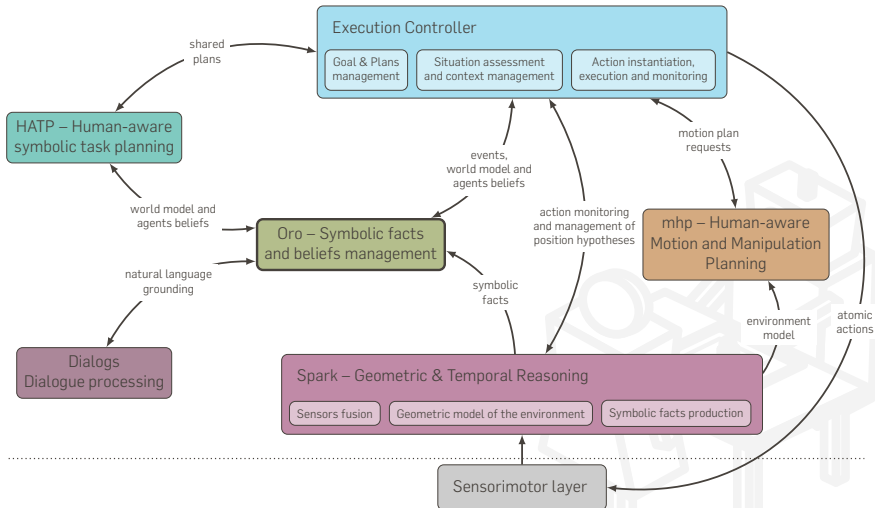 Execution Controller
Goal & Plans
management
Situation assessment
and context management
Action instantiation,
execution and monitoring
shared
plans
HATP – Human-aware
symbolic task planning
motion plan
requests
events,
world model and
agents beliefs
world model and
agents beliefs
action monitoring
and management of
position hypotheses
Oro – Symbolic facts
and beliefs management
mhp – Human-aware
Motion and Manipulation
Planning
natural language
grounding
symbolic
facts
environment
model
atomic
actions
Dialogs
Dialogue processing
Spark – Geometric & Temporal Reasoning
Sensors fusion
Geometric model of the environment
Symbolic facts production
Sensorimotor layer